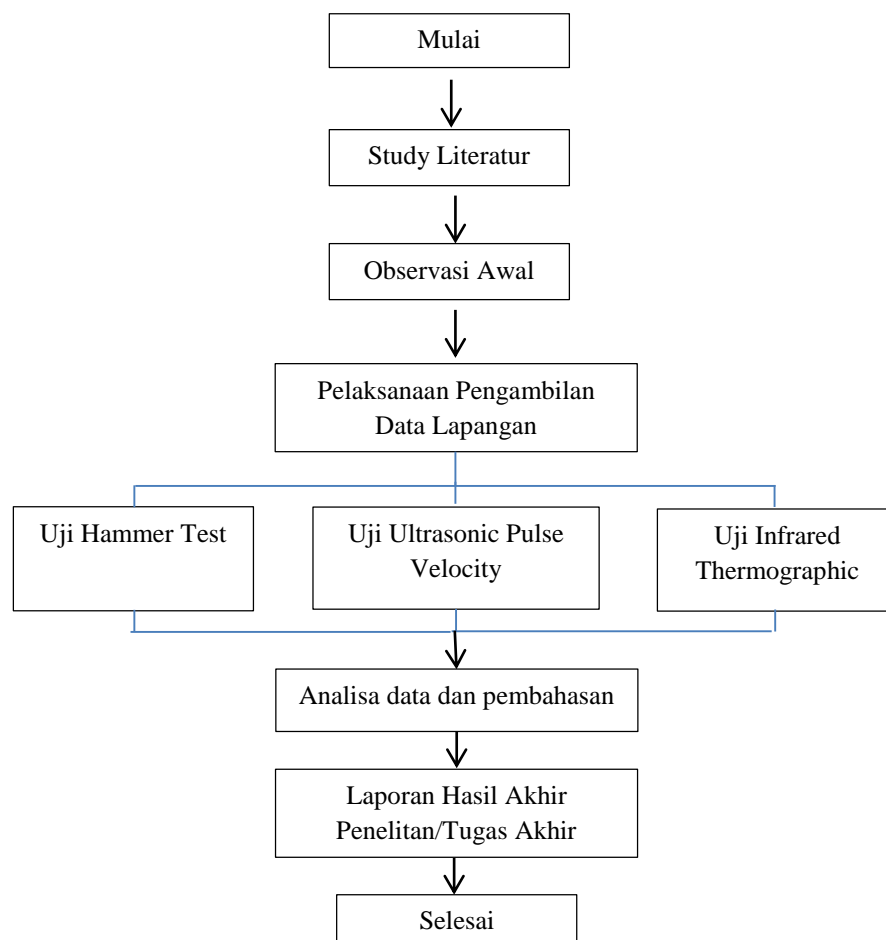 Mulai
Study Literatur
Observasi Awal
Pelaksanaan Pengambilan
Data Lapangan
Uji Hammer Test
Uji Ultrasonic Pulse
Velocity
Uji Infrared
Thermographic
Analisa data dan pembahasan
Laporan Hasil Akhir
Penelitan/Tugas Akhir
Selesai